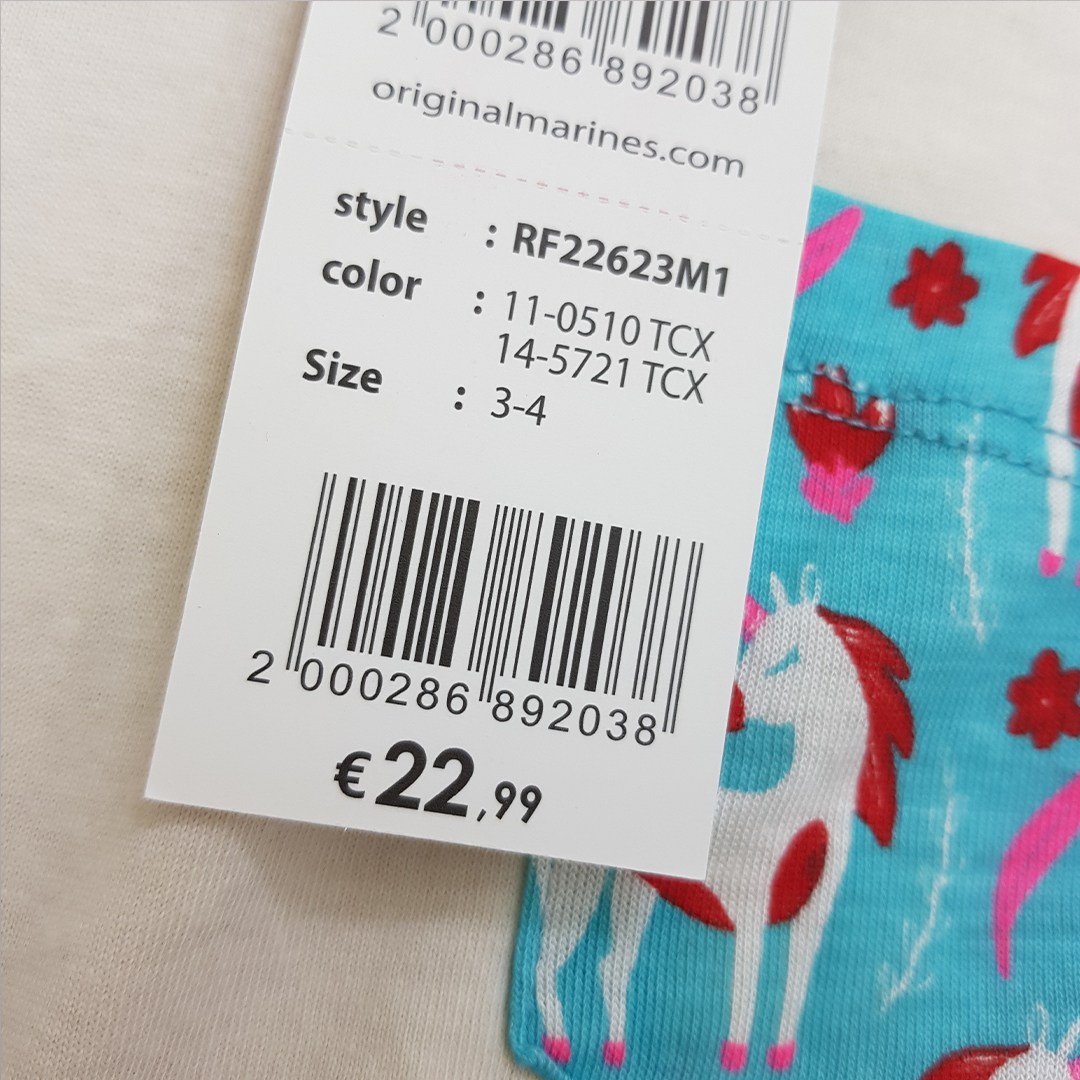 2 000286 892038
originalmarines.com
style : RF22623M1
color : 11-0510 TCX
14-5721 TCX
Size : 3-4
2 000286 892038
€ 22,99